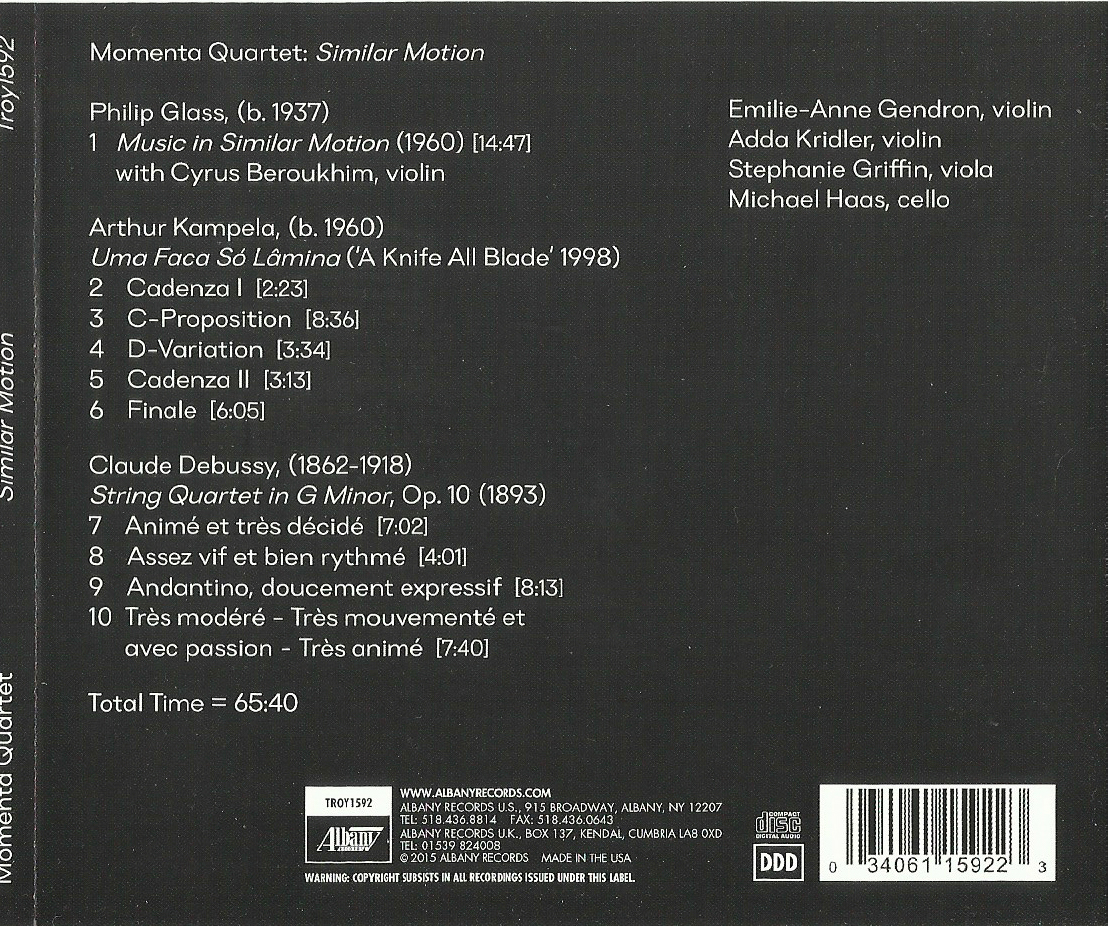 Troy1592
Similar Motion
Momenta Quartet
Momenta Quartet: Similar Motion
Philip Glass, (b. 1937)
1 Music in Similar Motion (1960) [14:47]
with Cyrus Beroukhim, violin
Arthur Kampela, (b. 1960)
Uma Faca Só Lâmina (‘A Knife All Blade’ 1998)
2 Cadenza I [2:23]
3 C-Proposition [8:36]
4 D-Variation [3:34]
5 Cadenza II [3:13]
6 Finale [6:05]
Claude Debussy, (1862-1918)
String Quartet in G Minor, Op. 10 (1893)
7 Animé et très décidé [7:02]
8 Assez vif et bien rythmé [4:01]
9 Andantino, doucement expressif [8:13]
10 Très modéré - Très mouvementé et
avec passion - Très animé [7:40]
Total Time = 65:40
Emilie-Anne Gendron, violin
Adda Kridler, violin
Stephanie Griffin, viola
Michael Haas, cello
TROY1592
Albany
WWW.ALBANYRECORDS.COM
ALBANY RECORDS U.S., 915 BROADWAY, ALBANY, NY 12207
TEL: 518.436.8814 FAX: 518.436.0643
ALBANY RECORDS U.K., BOX 137, KENDAL, CUMBRIA LA8 0XD
TEL: 01539 824008
© 2015 ALBANY RECORDS MADE IN THE USA
WARNING: COPYRIGHT SUBSISTS IN ALL RECORDINGS ISSUED UNDER THIS LABEL.
COMPACT
disc
DIGITAL AUDIO
DDD
0 34061 15922 3